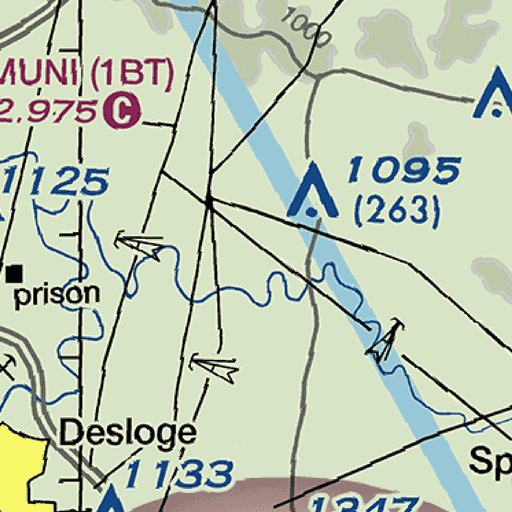 1000
MUNI (1BT)
2.975 C
1125
1095
(263)
prison
Desloge
1133
Sp
1347